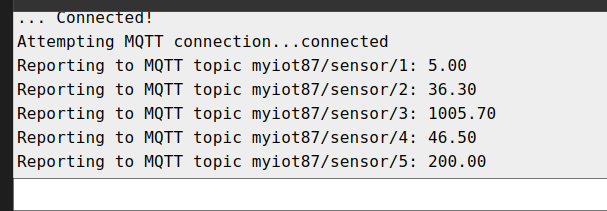 ... Connected!
Attempting MQTT connection...connected
Reporting to MQTT topic myiot87/sensor/1: 5.00
Reporting to MQTT topic myiot87/sensor/2: 36.30
Reporting to MQTT topic myiot87/sensor/3: 1005.70
Reporting to MQTT topic myiot87/sensor/4: 46.50
Reporting to MQTT topic myiot87/sensor/5: 200.00